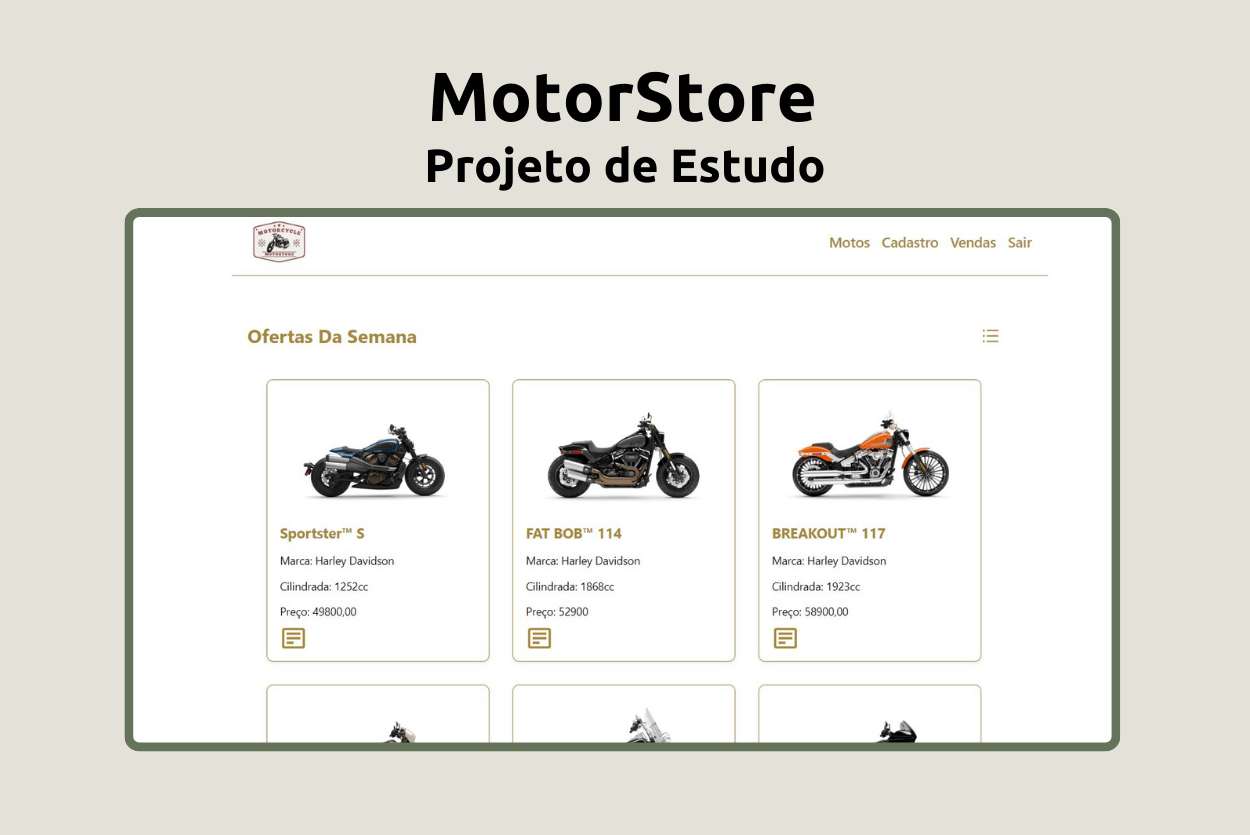 MotorStore
Projeto de Estudo
MOTORCYCLE
MOTORSTORE
Motos Cadastro Vendas Sair
Ofertas Da Semana
Sportster™ S
Marca: Harley Davidson
Cilindrada: 1252cc
Preço: 49800,00
FAT BOB™ 114
Marca: Harley Davidson
Cilindrada: 1868cc
Preço: 52900
BREAKOUT™ 117
Marca: Harley Davidson
Cilindrada: 1923cc
Preço: 58900,00